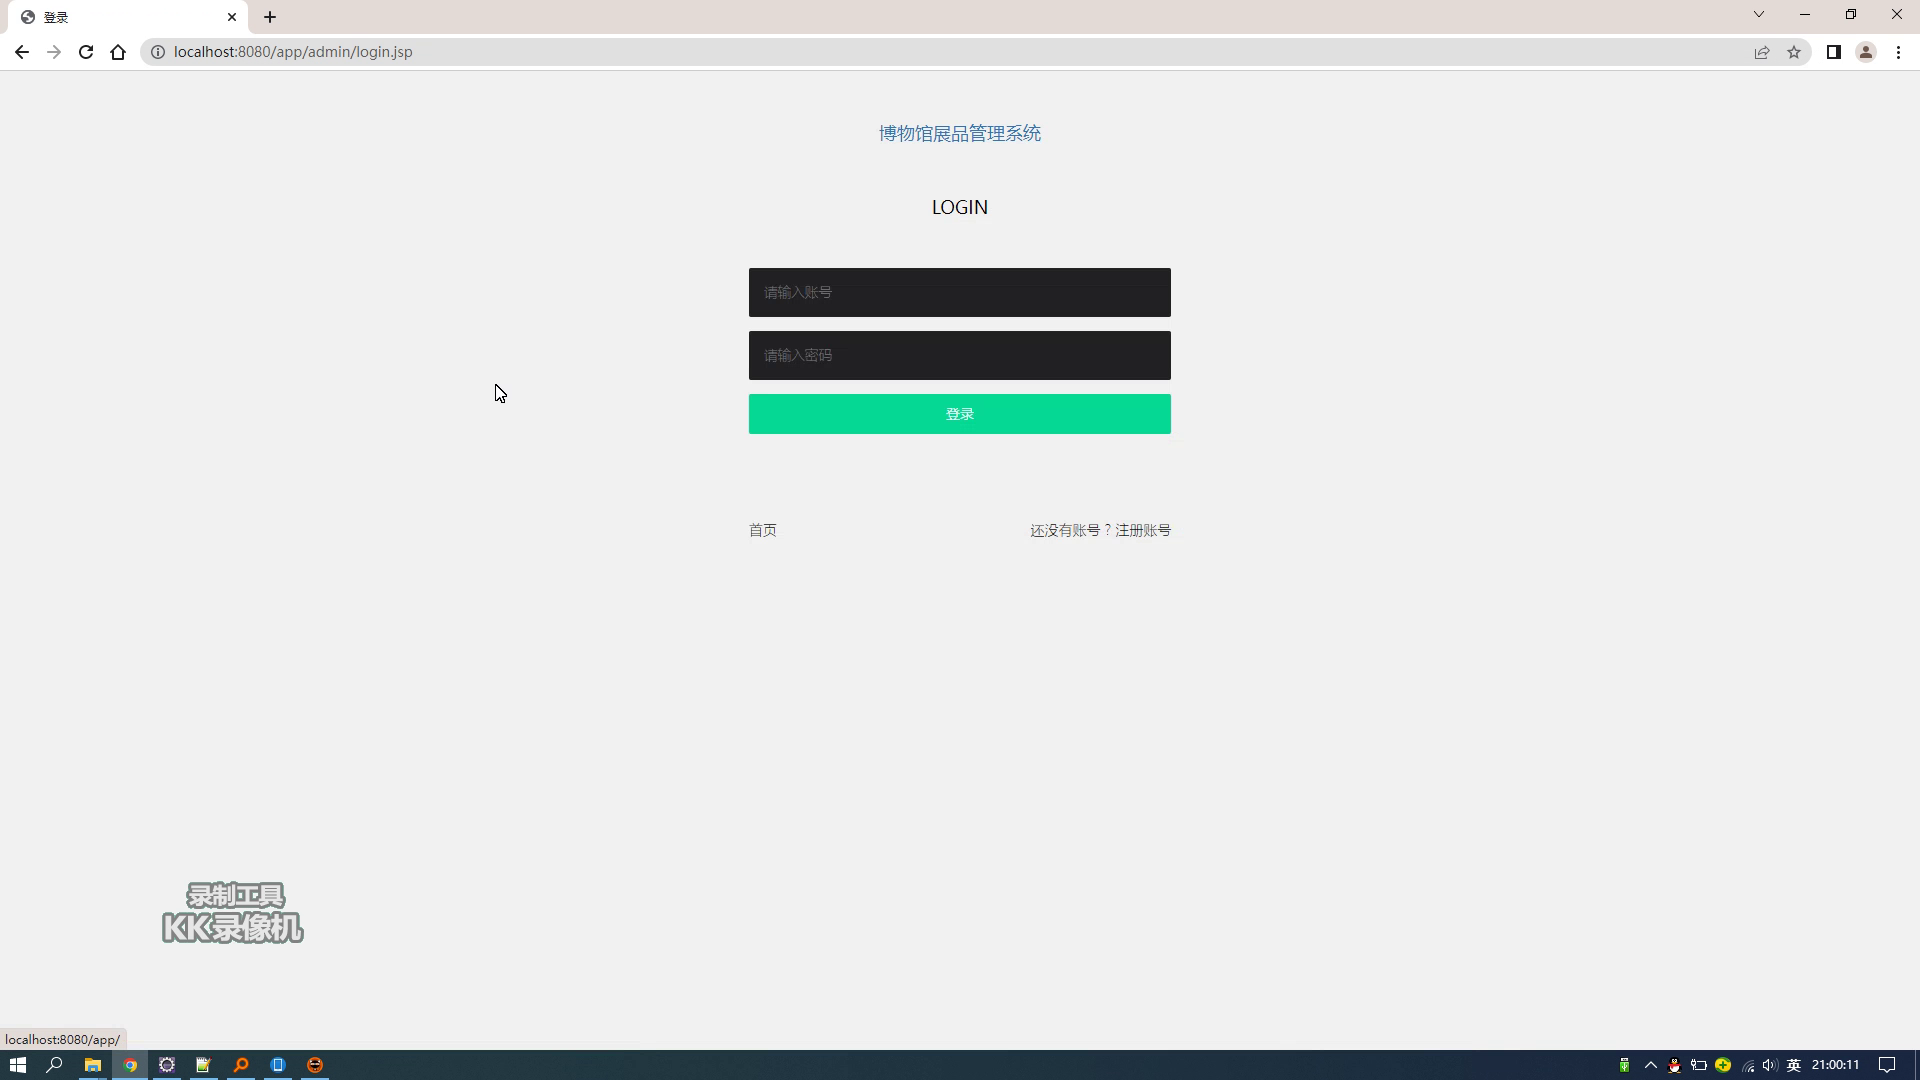 登录
localhost:8080/app/admin/login.jsp
博物馆展品管理系统
LOGIN
请输入账号
请输入密码
登录
首页
还没有账号？注册账号
录制工具
KK录像机
localhost:8080/app/
英
21:00:11